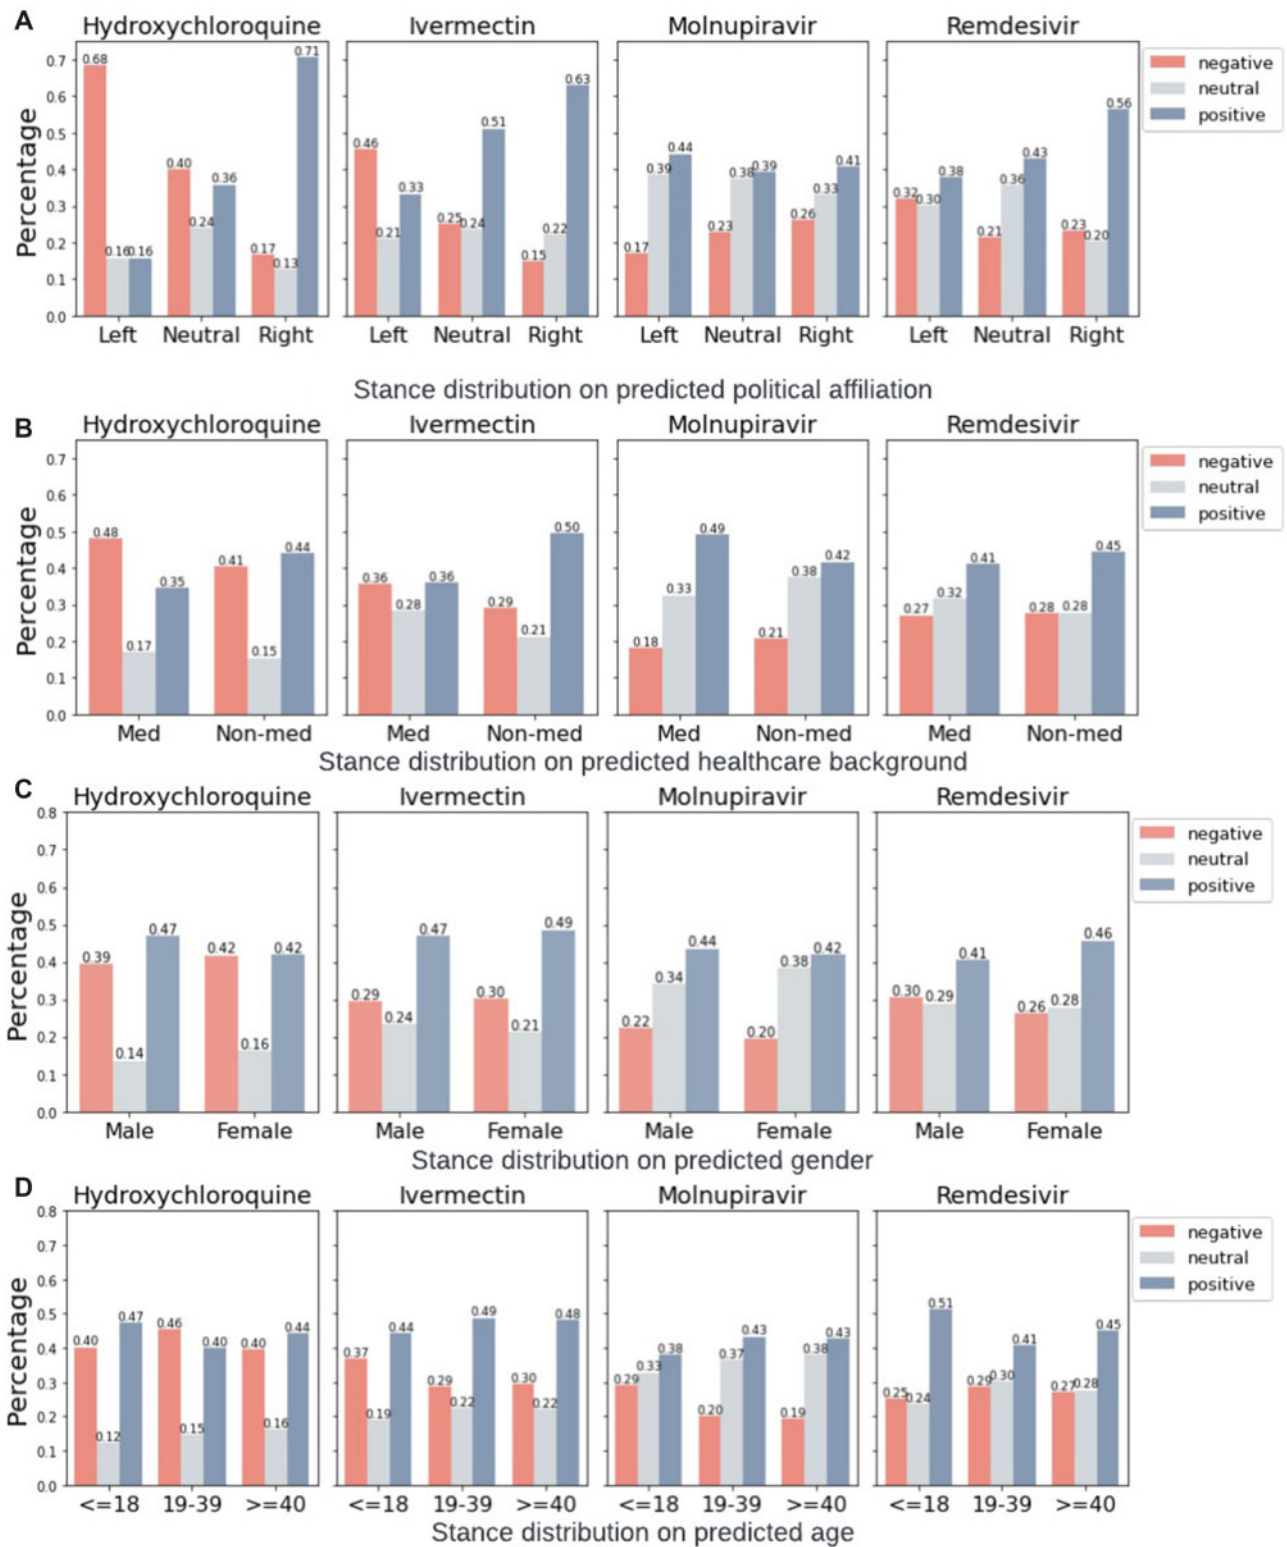 A
Hydroxychloroquine Ivermectin Molnupiravir Remdesivir
negative
neutral
positive
Percentage
0.7
0.6
0.5
0.4
0.3
0.2
0.1
0.0
0.68 0.16 0.16 0.40 0.24 0.36 0.17 0.13 0.71
0.46 0.21 0.33 0.25 0.24 0.51 0.15 0.22 0.63
0.17 0.39 0.44 0.23 0.38 0.39 0.26 0.33 0.41
0.32 0.30 0.38 0.21 0.36 0.43 0.23 0.20 0.56
Left Neutral Right Left Neutral Right Left Neutral Right Left Neutral Right
Stance distribution on predicted political affiliation
B
Hydroxychloroquine Ivermectin Molnupiravir Remdesivir
negative
neutral
positive
Percentage
0.7
0.6
0.5
0.4
0.3
0.2
0.1
0.0
0.48 0.17 0.35 0.41 0.15 0.44
0.36 0.28 0.36 0.29 0.21 0.50
0.18 0.33 0.49 0.21 0.38 0.42
0.27 0.32 0.41 0.28 0.28 0.45
Med Non-med Med Non-med Med Non-med Med Non-med
Stance distribution on predicted healthcare background
C
Hydroxychloroquine Ivermectin Molnupiravir Remdesivir
negative
neutral
positive
Percentage
0.8
0.7
0.6
0.5
0.4
0.3
0.2
0.1
0.0
0.39 0.14 0.47 0.42 0.16 0.42
0.29 0.24 0.47 0.30 0.21 0.49
0.22 0.34 0.44 0.20 0.38 0.42
0.30 0.29 0.41 0.26 0.28 0.46
Male Female Male Female Male Female Male Female
Stance distribution on predicted gender
D
Hydroxychloroquine Ivermectin Molnupiravir Remdesivir
negative
neutral
positive
Percentage
0.8
0.7
0.6
0.5
0.4
0.3
0.2
0.1
0.0
0.40 0.12 0.47 0.46 0.15 0.40 0.40 0.16 0.44
0.37 0.19 0.44 0.29 0.22 0.49 0.30 0.22 0.48
0.29 0.33 0.38 0.20 0.37 0.43 0.19 0.38 0.43
0.25 0.24 0.51 0.29 0.30 0.41 0.27 0.28 0.45
<=18 19-39 >=40 <=18 19-39 >=40 <=18 19-39 >=40 <=18 19-39 >=40
Stance distribution on predicted age